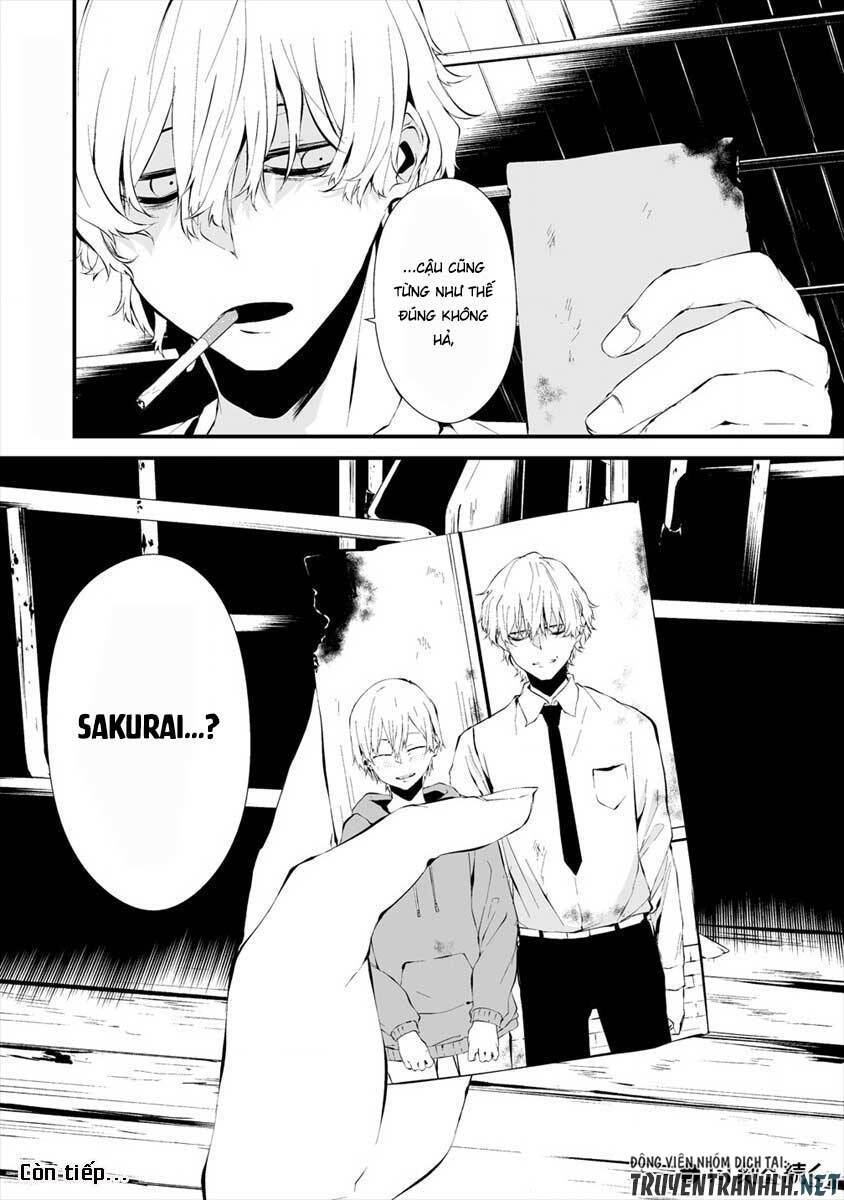 ...CẬU CŨNG
TỪNG NHƯ THẾ
ĐÚNG KHÔNG
HẢ,
SAKURAI...?
Còn tiếp...
ĐỘNG VIÊN NHÓM DỊCH TẠI:
TRUYENTRANHLH.NET